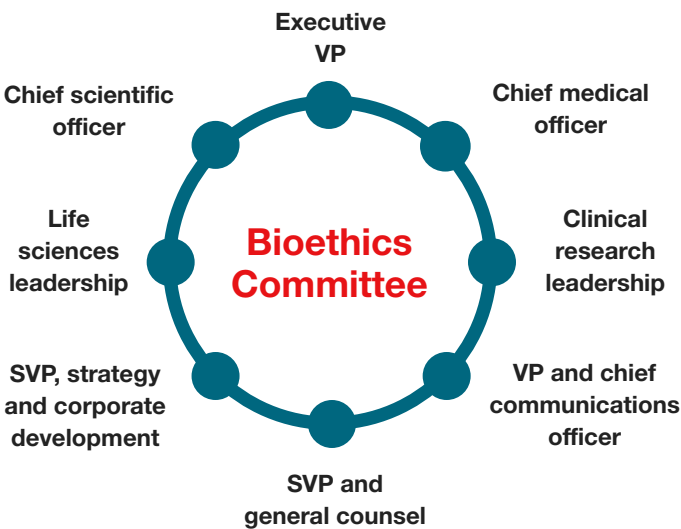 Executive
VP
Chief scientific
officer
Chief medical
officer
Life
sciences
leadership
Bioethics
Committee
Clinical
research
leadership
SVP, strategy
and corporate
development
VP and chief
communications
officer
SVP and
general counsel